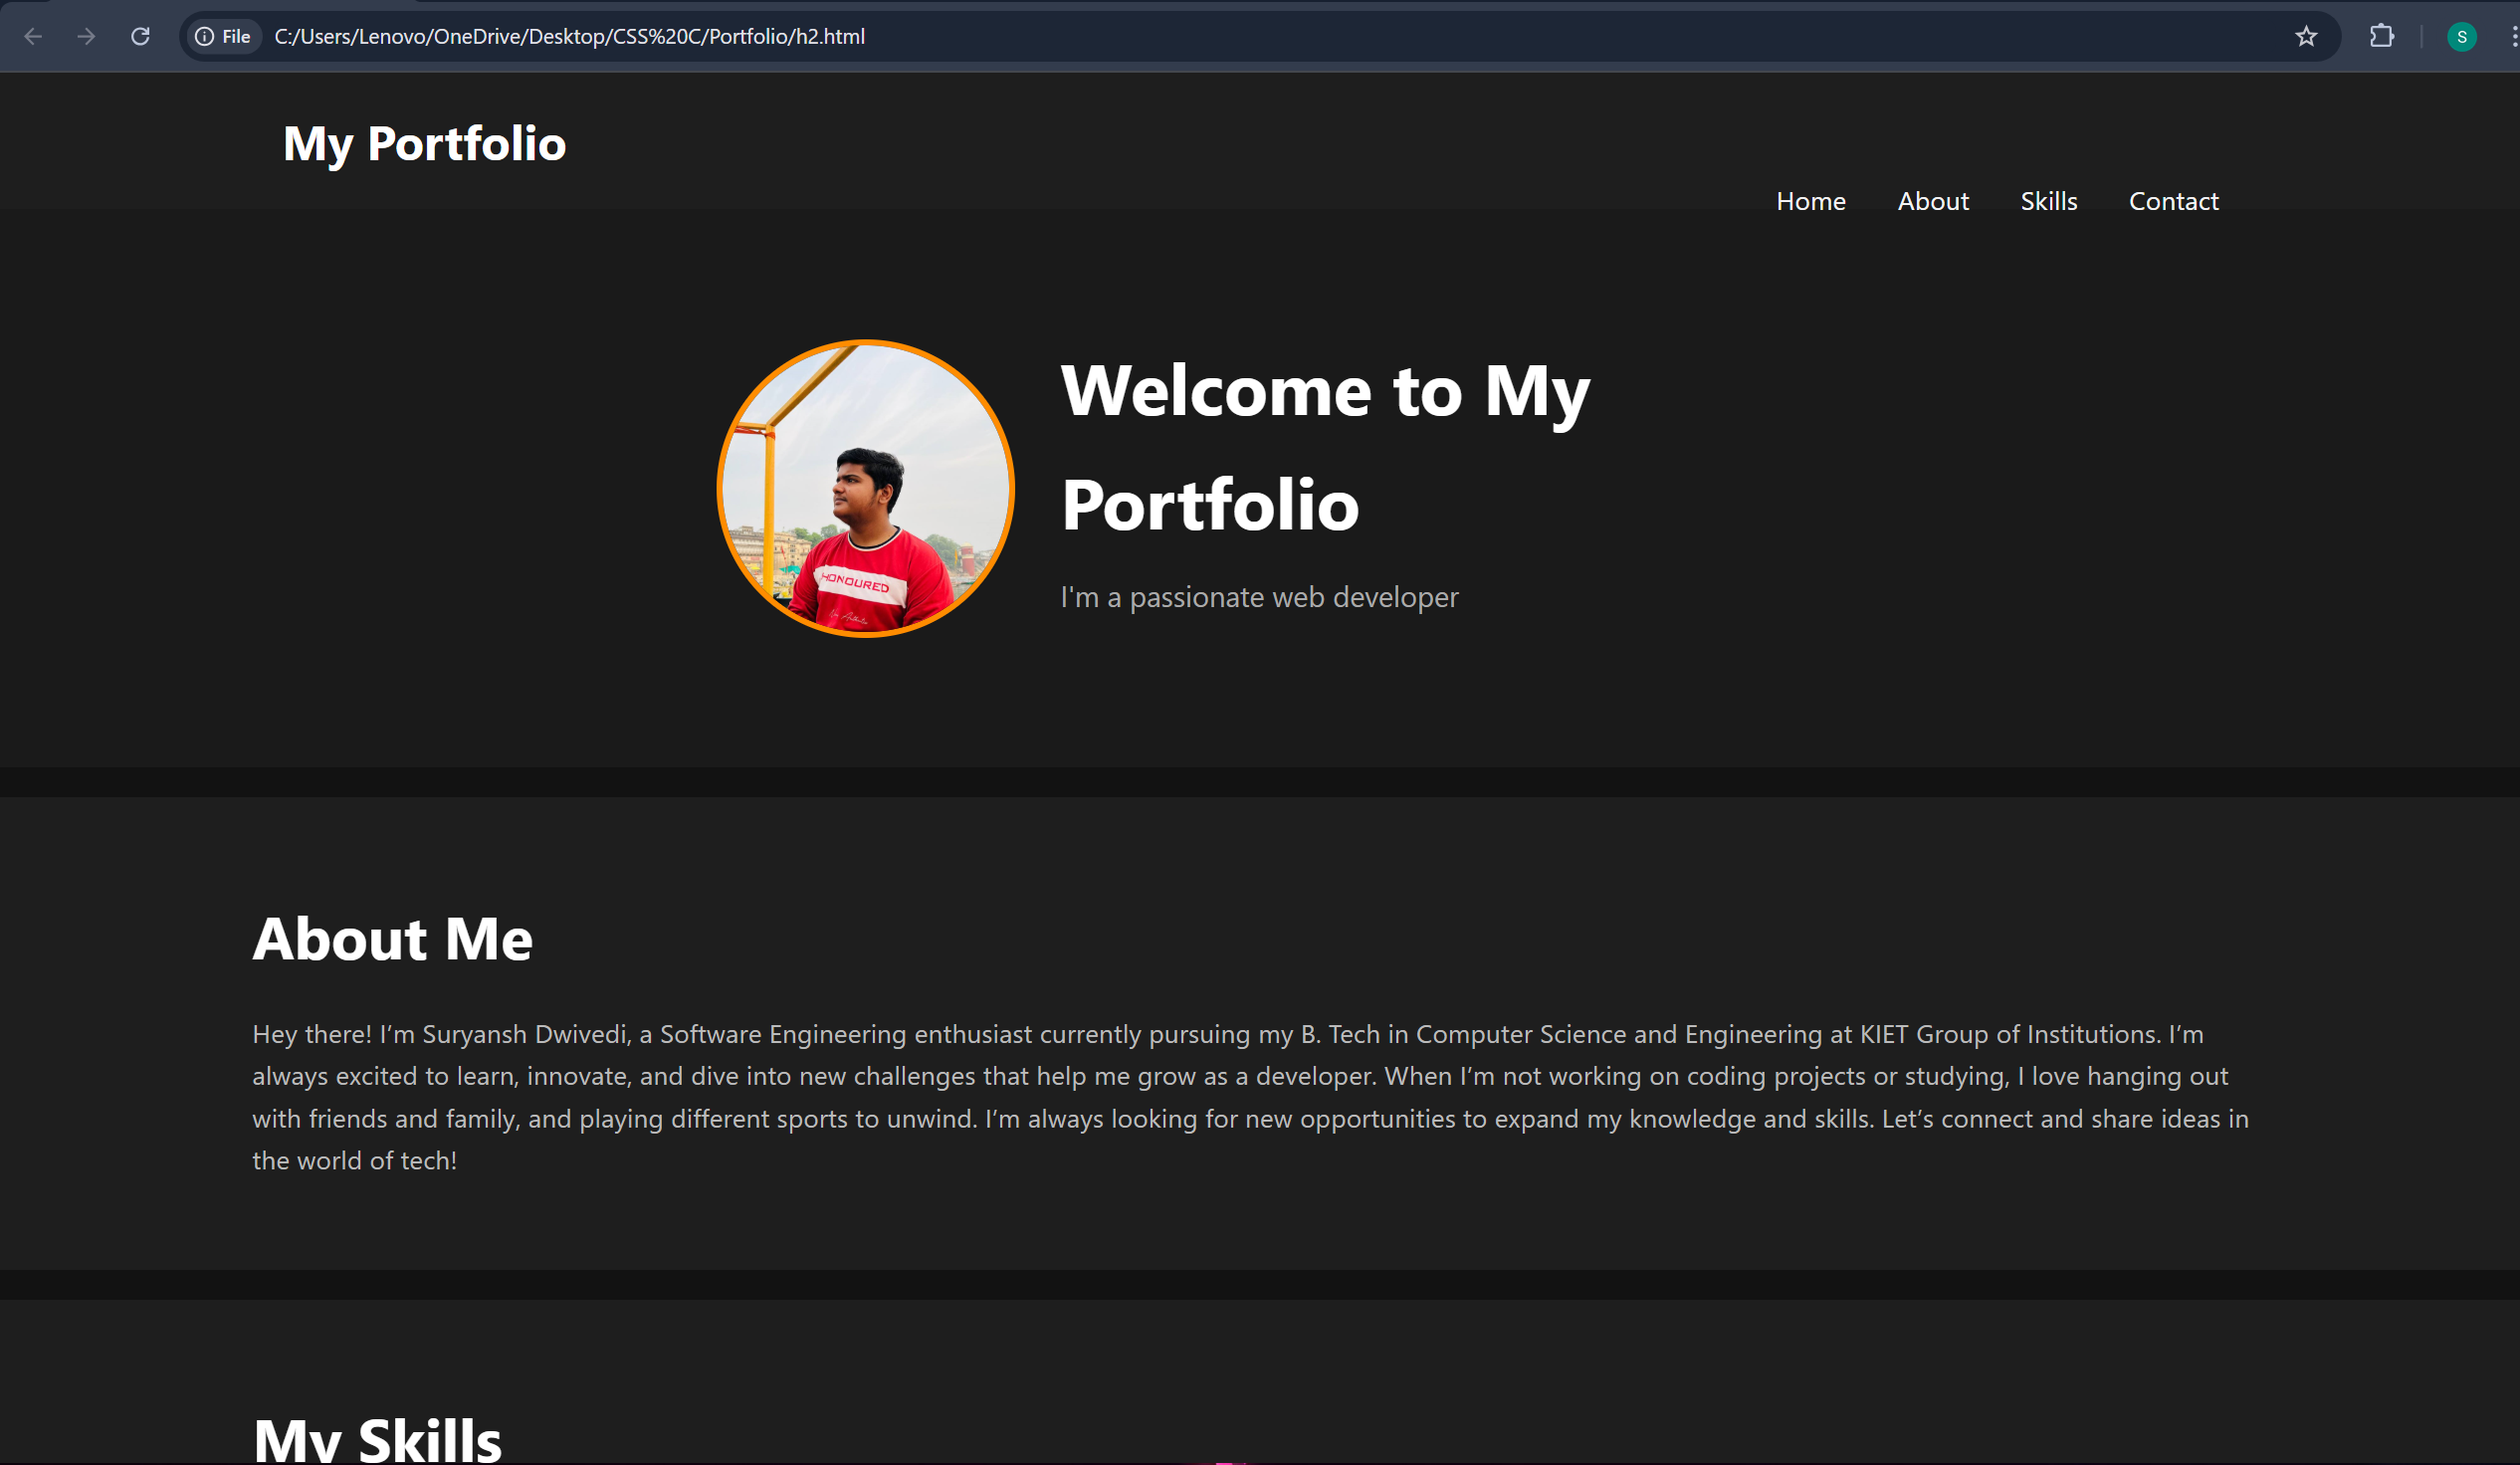 File C:/Users/Lenovo/OneDrive/Desktop/CSS%20C/Portfolio/h2.html
S
My Portfolio
Home About Skills Contact
Welcome to My
Portfolio
HONOURED
I'm a passionate web developer
About Me
Hey there! I’m Suryansh Dwivedi, a Software Engineering enthusiast currently pursuing my B. Tech in Computer Science and Engineering at KIET Group of Institutions. I’m
always excited to learn, innovate, and dive into new challenges that help me grow as a developer. When I’m not working on coding projects or studying, I love hanging out
with friends and family, and playing different sports to unwind. I’m always looking for new opportunities to expand my knowledge and skills. Let’s connect and share ideas in
the world of tech!
My Skills